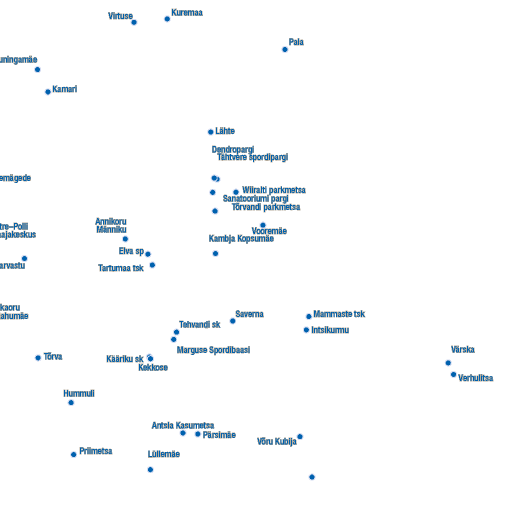 Virtuse
Kuremaa
Pala
uningamäe
Kamari
Lähte
Dendropargi
Tähtvere spordipargi
emägede
Wiiralti parkmetsa
Sanatooriumi pargi
Tõrvandi parkmetsa
Annikoru
Männiku
Vooremäe
tre-Polli
aajakeskus
Kambja Kopsumäe
Elva sp
arvastu
Tartumaa tsk
kaoru
ahumäe
Saverna
Mammaste tsk
Tehvandi sk
Intsikurmu
Marguse Spordibaasi
Värska
Tõrva
Kääriku sk
Kekkose
Verhulitsa
Hummuli
Antsla Kasumetsa
Pärsimäe
Võru Kubija
Priimetsa
Lüllemäe